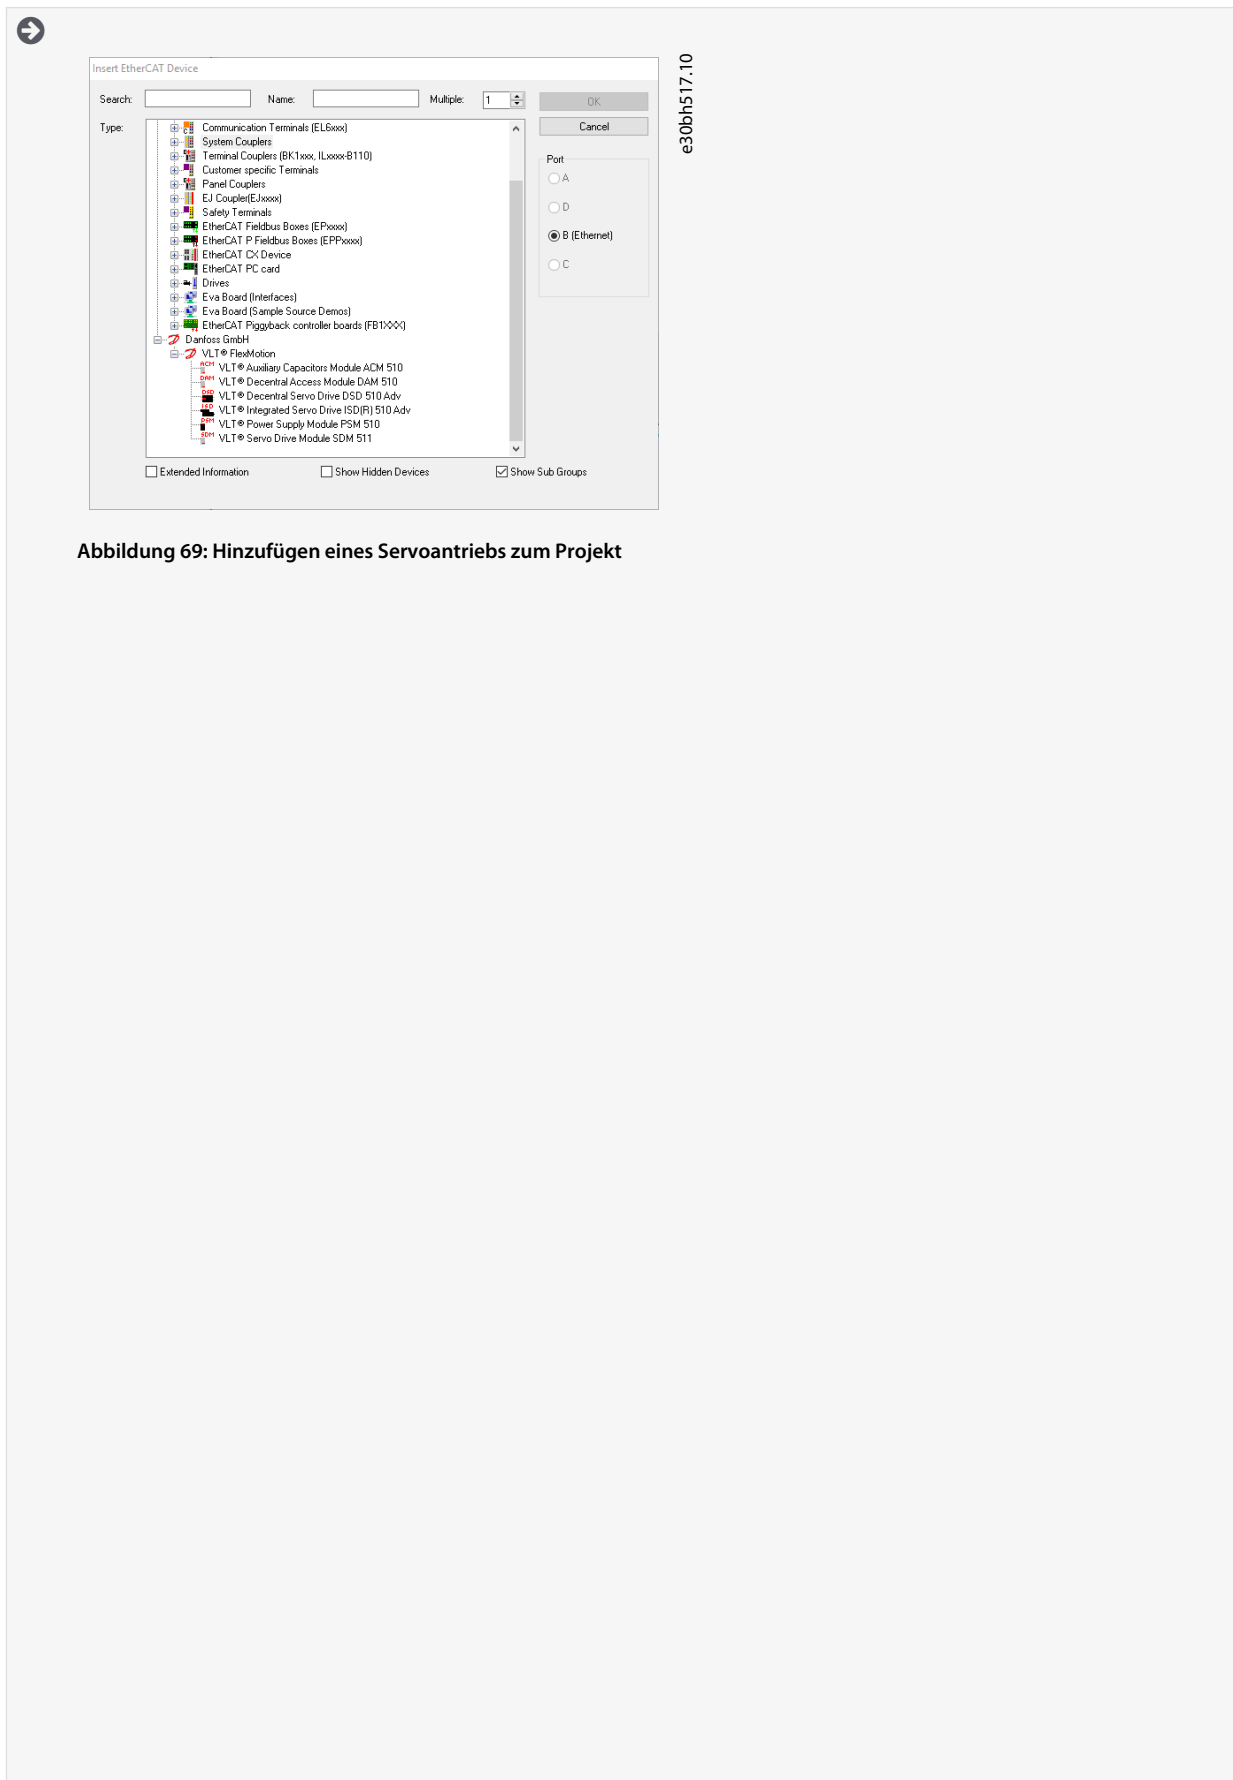 Insert EtherCAT Device
Search: Name: Multiple: 1 OK
Type: Cancel
Communication Terminals (EL6xxx)
System Couplers
Terminal Couplers (BK1xxx, ILxxxx-B110)
Customer specific Terminals
Panel Couplers
EJ Coupler(EJxxxx)
Safety Terminals
EtherCAT Fieldbus Boxes (EPxxxx)
EtherCAT P Fieldbus Boxes (EPPxxxx)
EtherCAT CX Device
EtherCAT PC card
Drives
Eva Board (Interfaces)
Eva Board (Sample Source Demos)
EtherCAT Piggyback controller boards (FB1XXX)
Danfoss GmbH
VLT® FlexMotion
ACM VLT® Auxiliary Capacitors Module ACM 510
DAM VLT® Decentral Access Module DAM 510
DSD VLT® Decentral Servo Drive DSD 510 Adv
ISD VLT® Integrated Servo Drive ISD(R) 510 Adv
PSM VLT® Power Supply Module PSM 510
SDM VLT® Servo Drive Module SDM 511
Port
A
D
B (Ethernet)
C
Extended Information Show Hidden Devices Show Sub Groups
e30bh517.10
Abbildung 69: Hinzufügen eines Servoantriebs zum Projekt